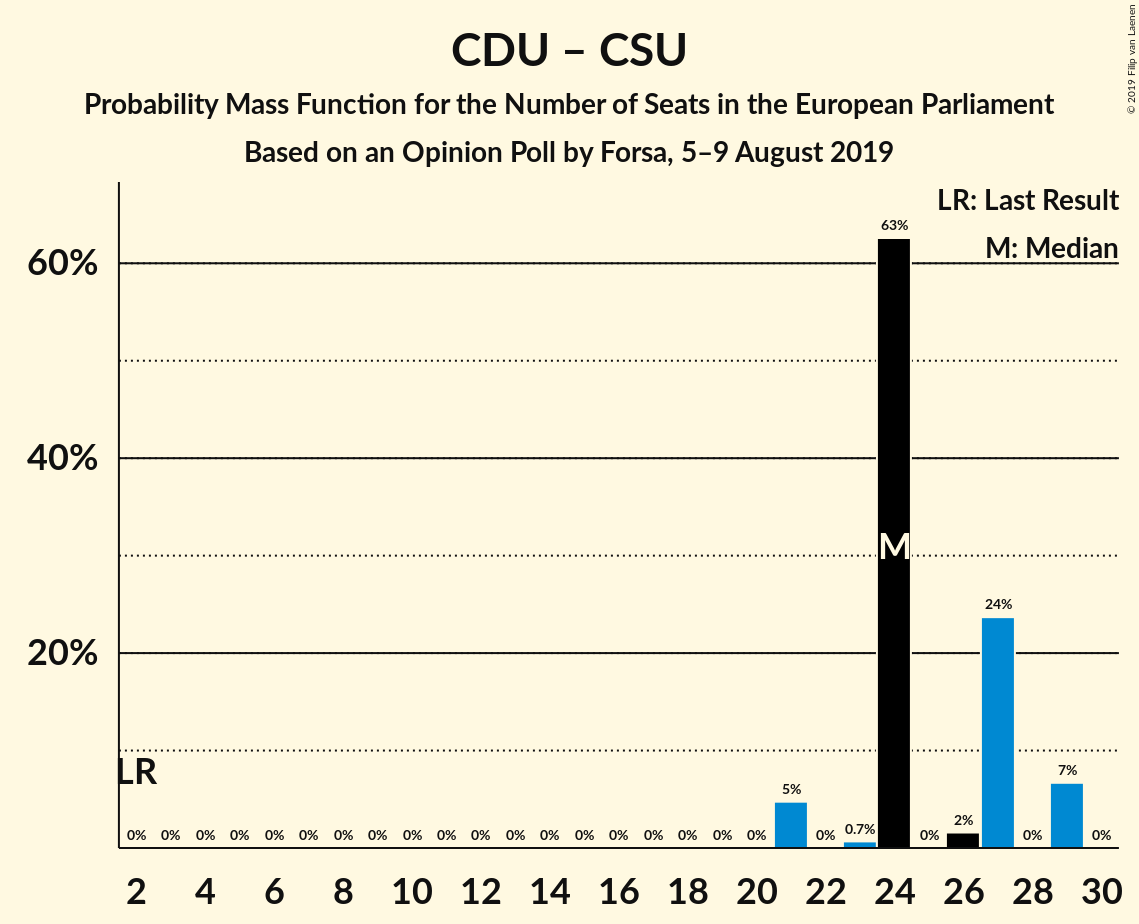 CDU – CSU
Probability Mass Function for the Number of Seats in the European Parliament
Based on an Opinion Poll by Forsa, 5–9 August 2019
© 2019 Filip van Laenen
LR: Last Result
M: Median
63%
60%
40%
M
24%
20%
LR
7%
5%
0% 0% 0% 0% 0% 0% 0% 0% 0% 0% 0% 0% 0% 0% 0% 0% 0% 0% 0% 0% 0.7% 0% 2% 0% 0%
2 4 6 8 10 12 14 16 18 20 22 24 26 28 30